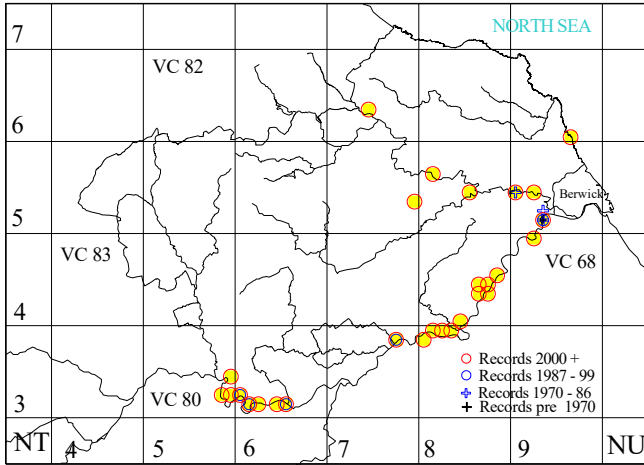 7
NORTH SEA
VC 82
6
Berwick
5
VC 83
VC 68
4
Records 2000 +
Records 1987 - 99
VC 80
Records 1970 - 86
3
Records pre 1970
NT 4 5 6 7 8 9 NU